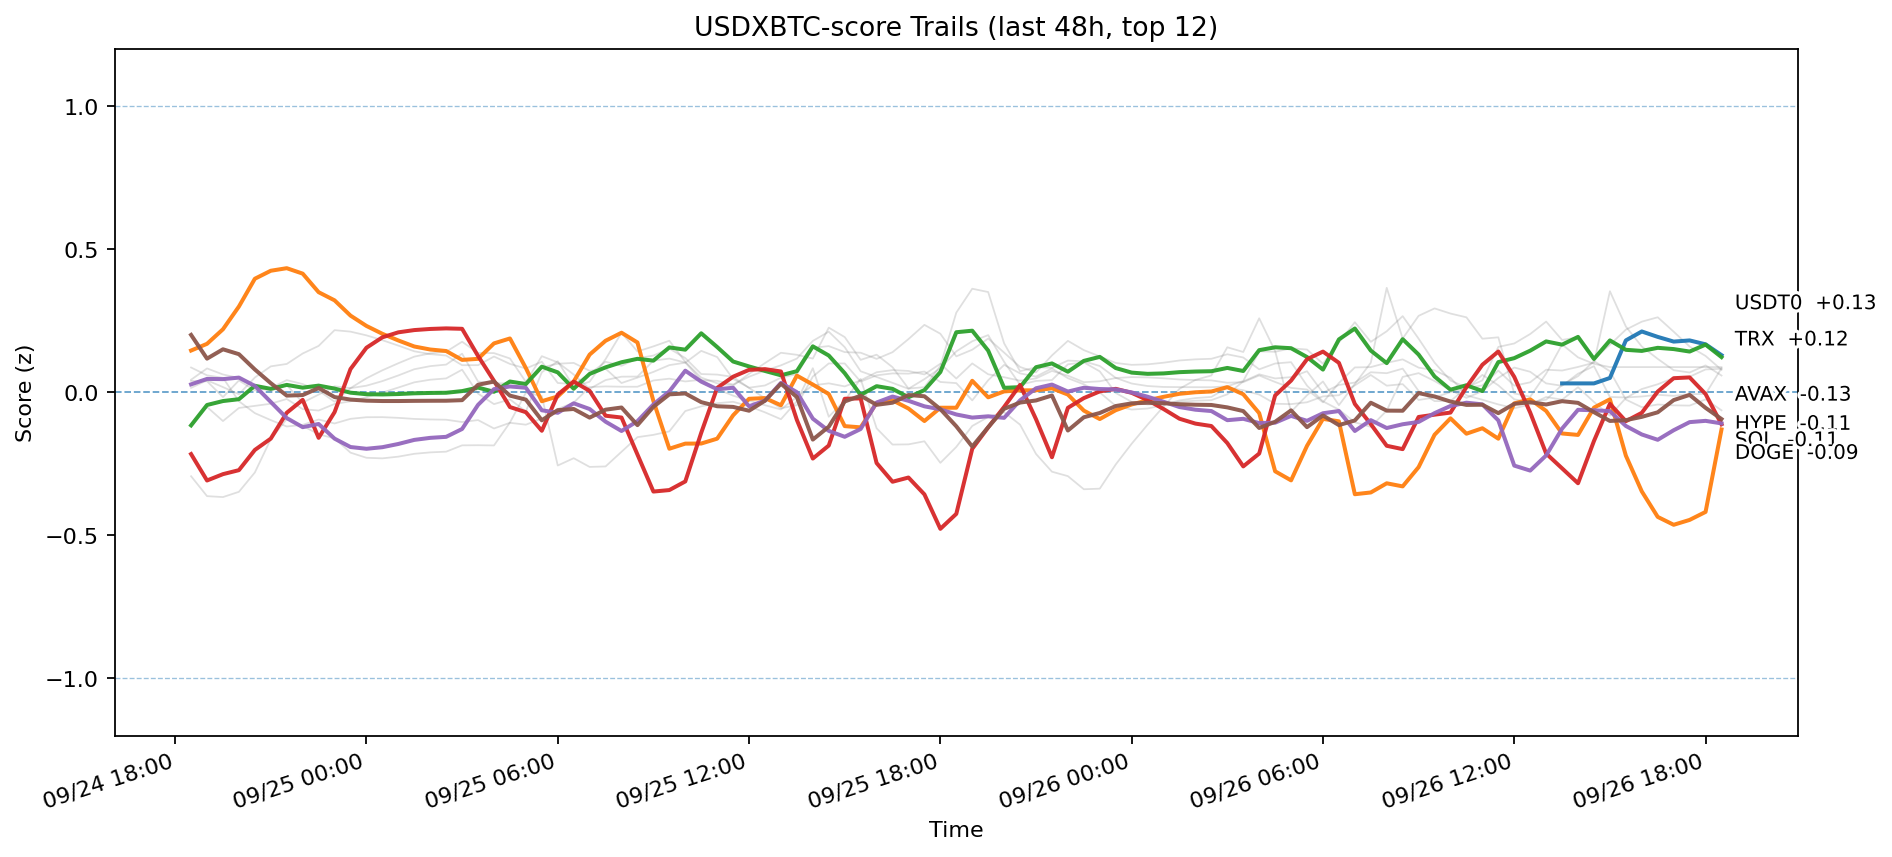 USDXBTC-score Trails (last 48h, top 12)
Score (z)
1.0
0.5
0.0
−0.5
−1.0
USDT0 +0.13
TRX +0.12
AVAX -0.13
HYPE -0.11
SOL -0.11
DOGE -0.09
09/24 18:00
09/25 00:00
09/25 06:00
09/25 12:00
09/25 18:00
09/26 00:00
09/26 06:00
09/26 12:00
09/26 18:00
Time